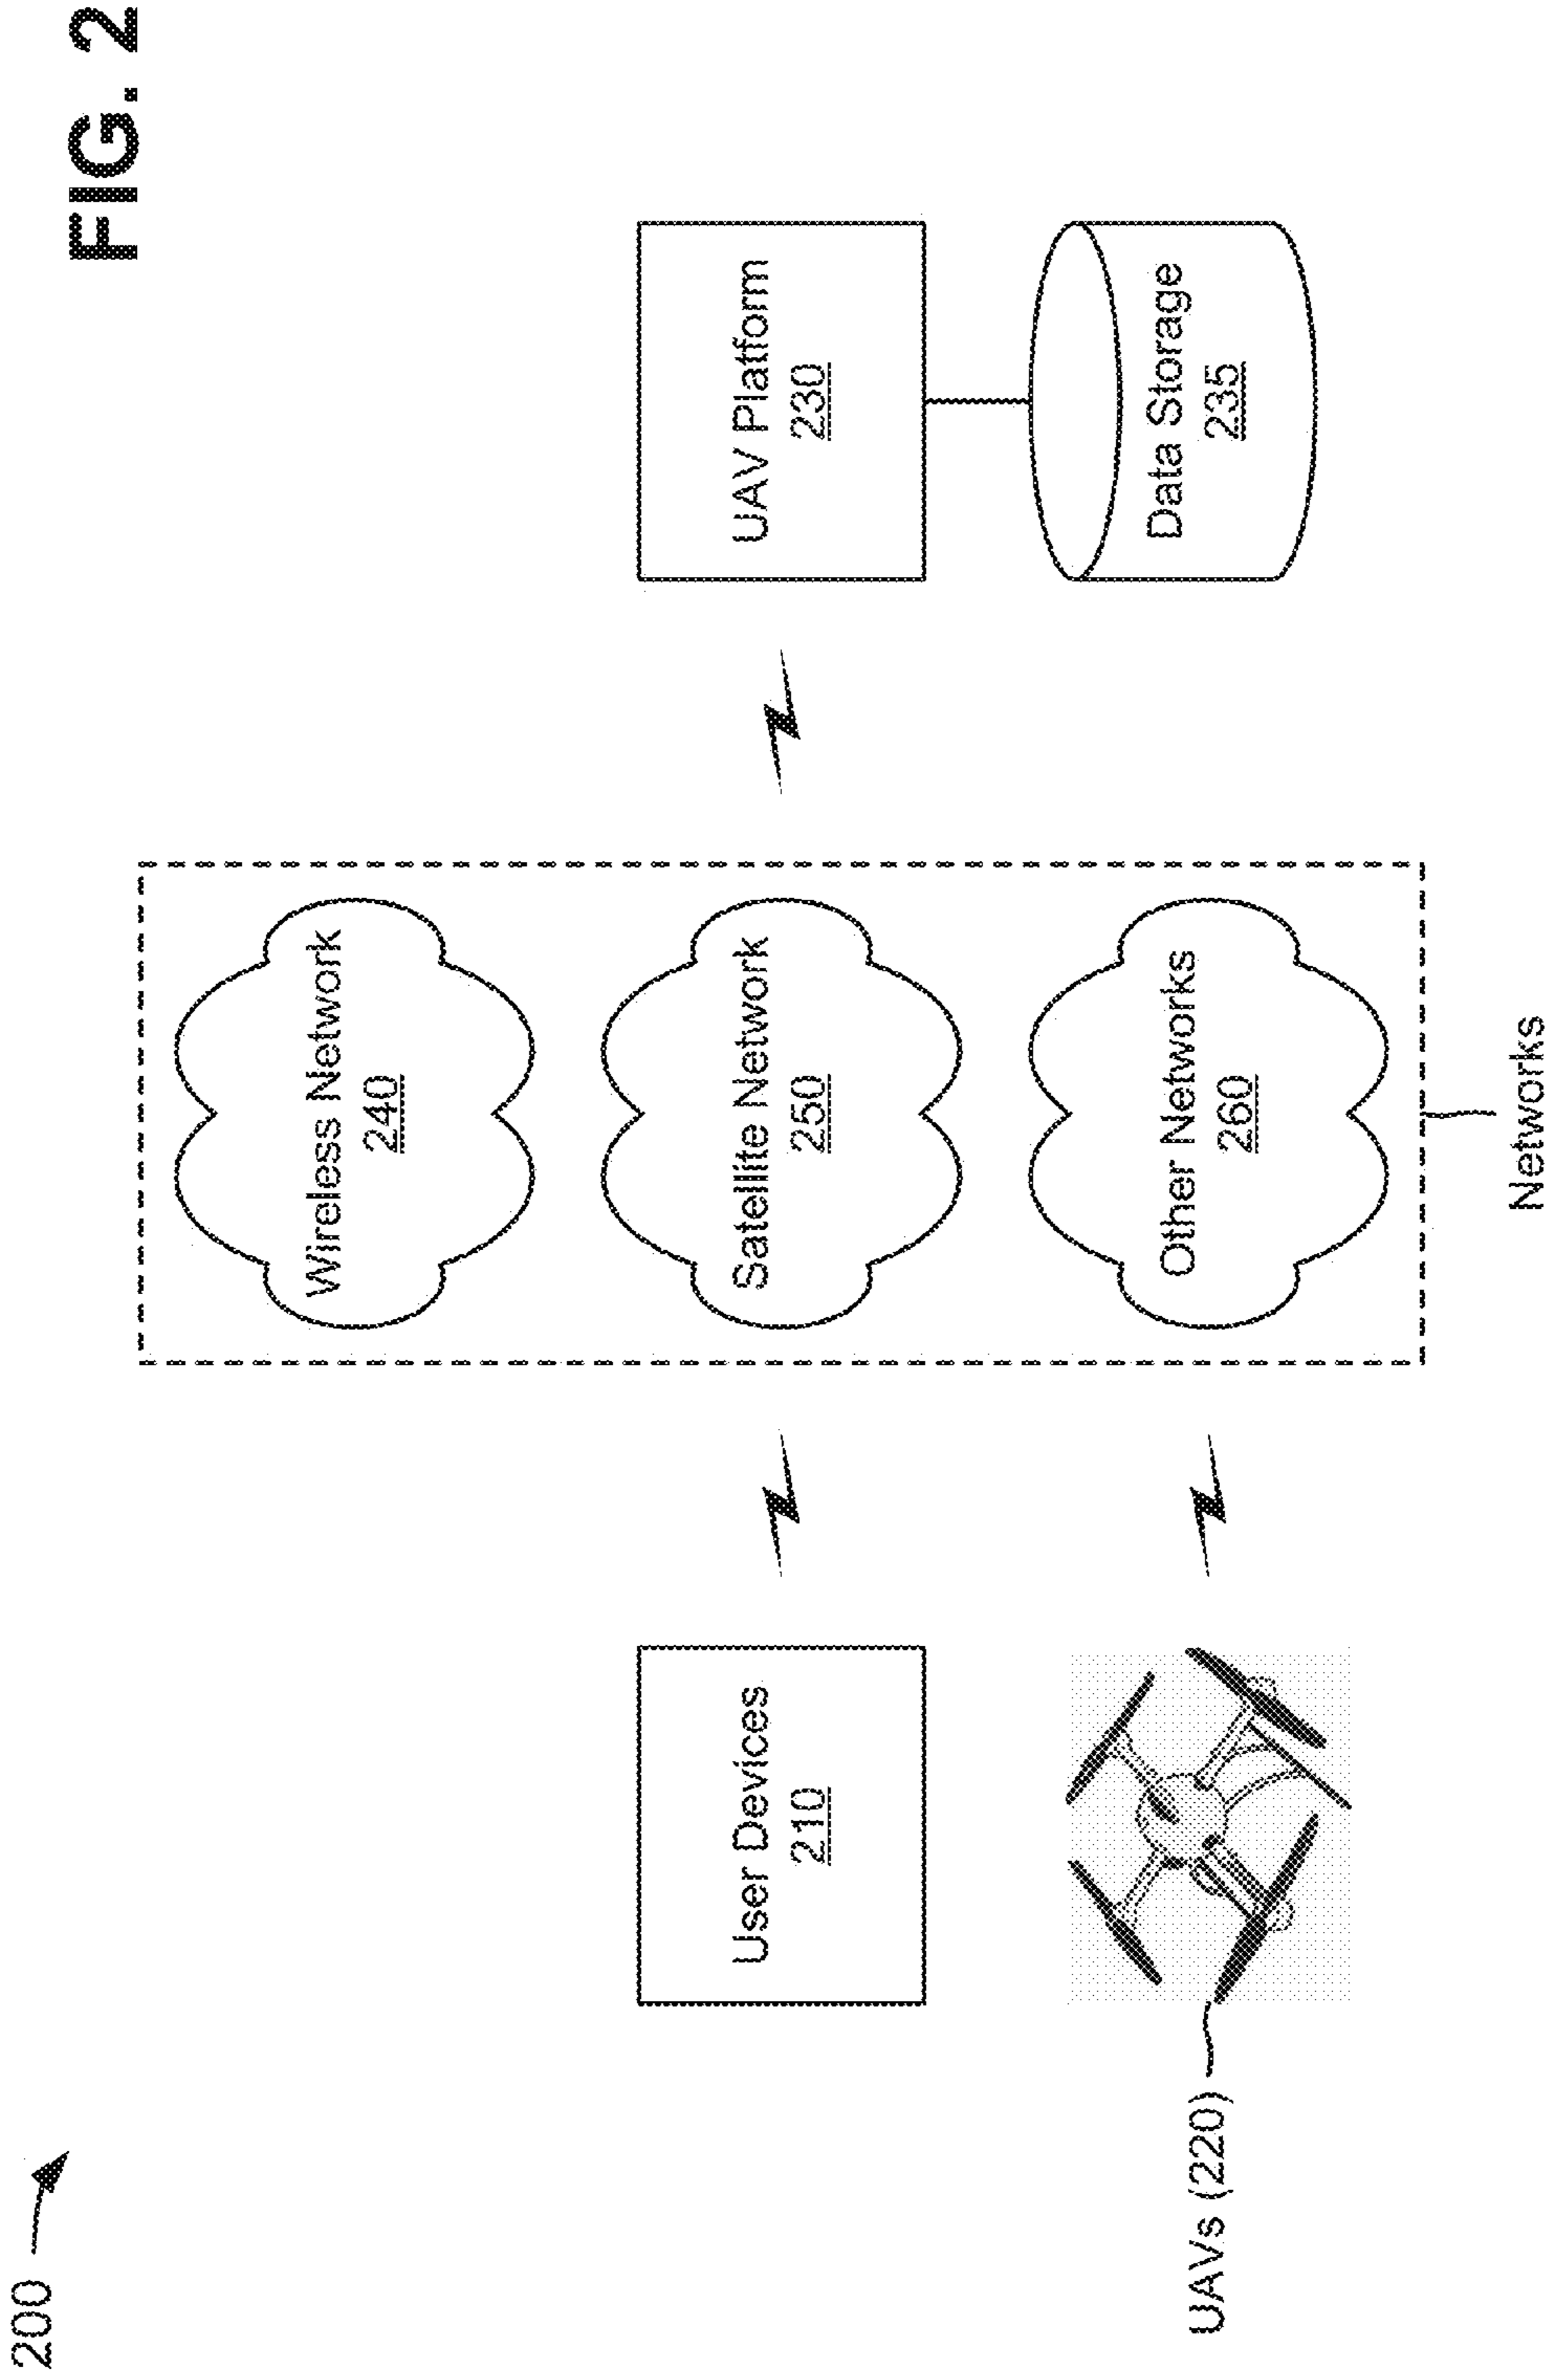 FIG. 2
200
Wireless Network
240
User Devices
210
Satellite Network
250
UAV Platform
230
UAVs (220)
Other Networks
260
Data Storage
235
Networks